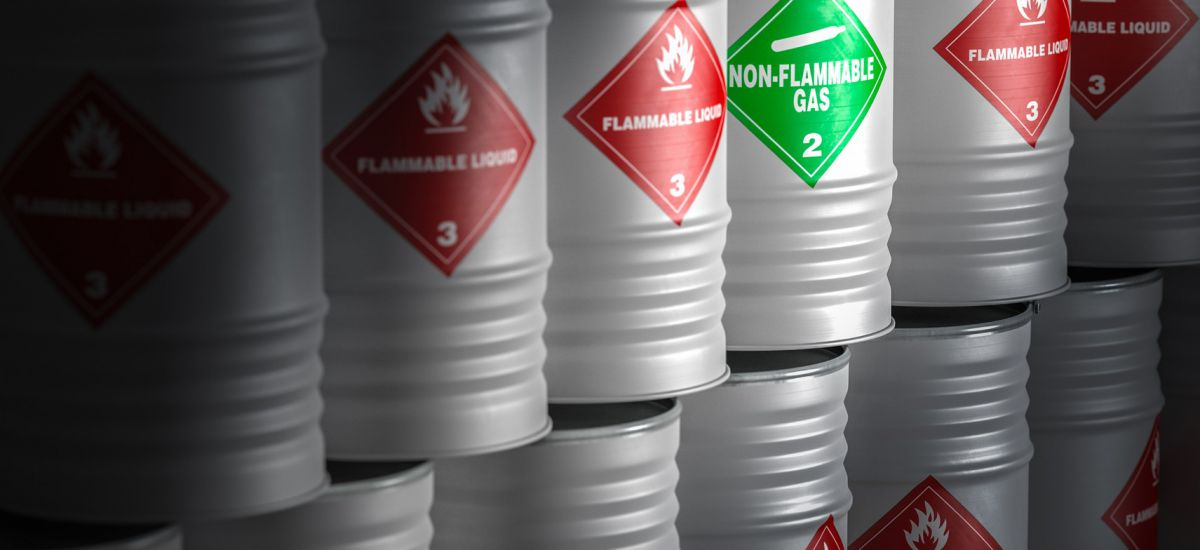 FLAMMABLE LIQUID
3
FLAMMABLE LIQUID
3
FLAMMABLE LIQUID
3
NON-FLAMMABLE
GAS
2
FLAMMABLE LIQUID
3
MABLE LIQUID
3
FLAMM